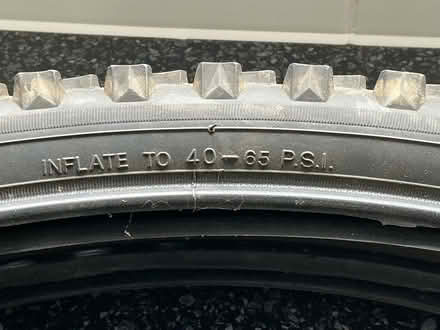 INFLATE TO 40-65 P.S.I.